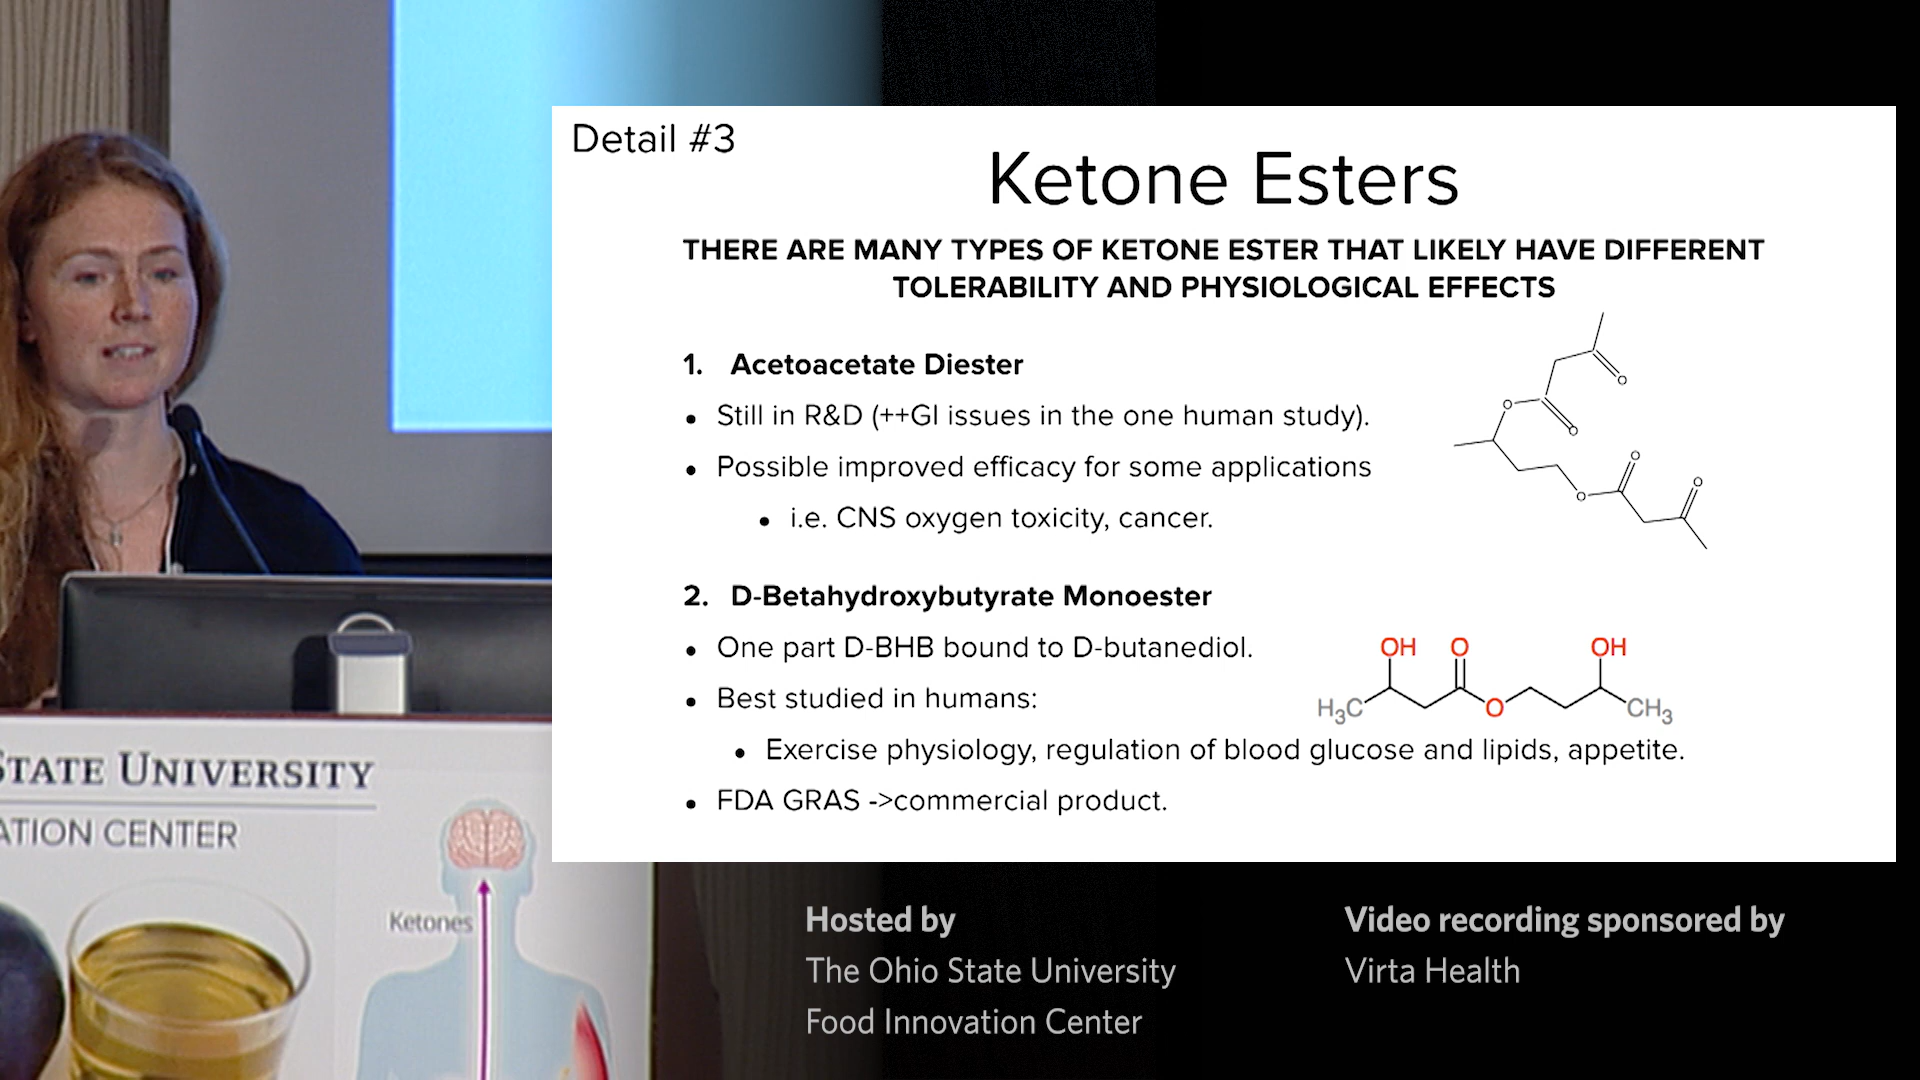 Detail #3
Ketone Esters
THERE ARE MANY TYPES OF KETONE ESTER THAT LIKELY HAVE DIFFERENT
TOLERABILITY AND PHYSIOLOGICAL EFFECTS
1. Acetoacetate Diester
• Still in R&D (++GI issues in the one human study).
• Possible improved efficacy for some applications
• i.e. CNS oxygen toxicity, cancer.
O
O
O
O
O
O
2. D-Betahydroxybutyrate Monoester
• One part D-BHB bound to D-butanediol.
• Best studied in humans:
• Exercise physiology, regulation of blood glucose and lipids, appetite.
• FDA GRAS ->commercial product.
OH O OH
H₃C O CH₃
STATE UNIVERSITY
ATION CENTER
Ketones
Hosted by
The Ohio State University
Food Innovation Center
Video recording sponsored by
Virta Health